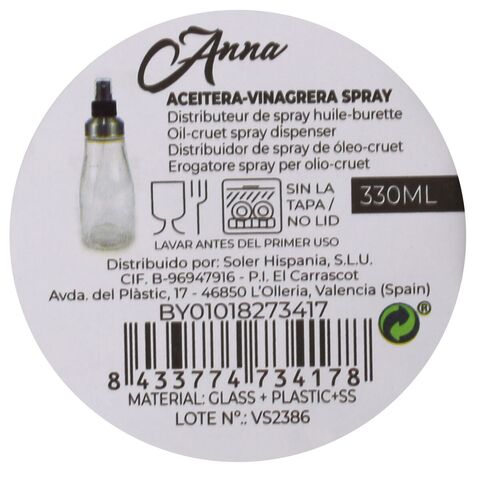 Anna
ACEITERA-VINAGRERA SPRAY
Distributeur de spray huile-burette
Oil-cruet spray dispenser
Distribuidor de spray de óleo-cruet
Erogatore spray per olio-cruet
SIN LA
TAPA/
NO LID
330ML
LAVAR ANTES DEL PRIMER USO
Distribuido por: Soler Hispania, S.L.U.
CIF. B-96947916 - P.I. El Carrascot
Avda. del Plàstic, 17 - 46850 L'Olleria, Valencia (Spain)
BY01018273417
®
8 433774 734178
MATERIAL: GLASS + PLASTIC+SS
LOTE Nº.: VS2386